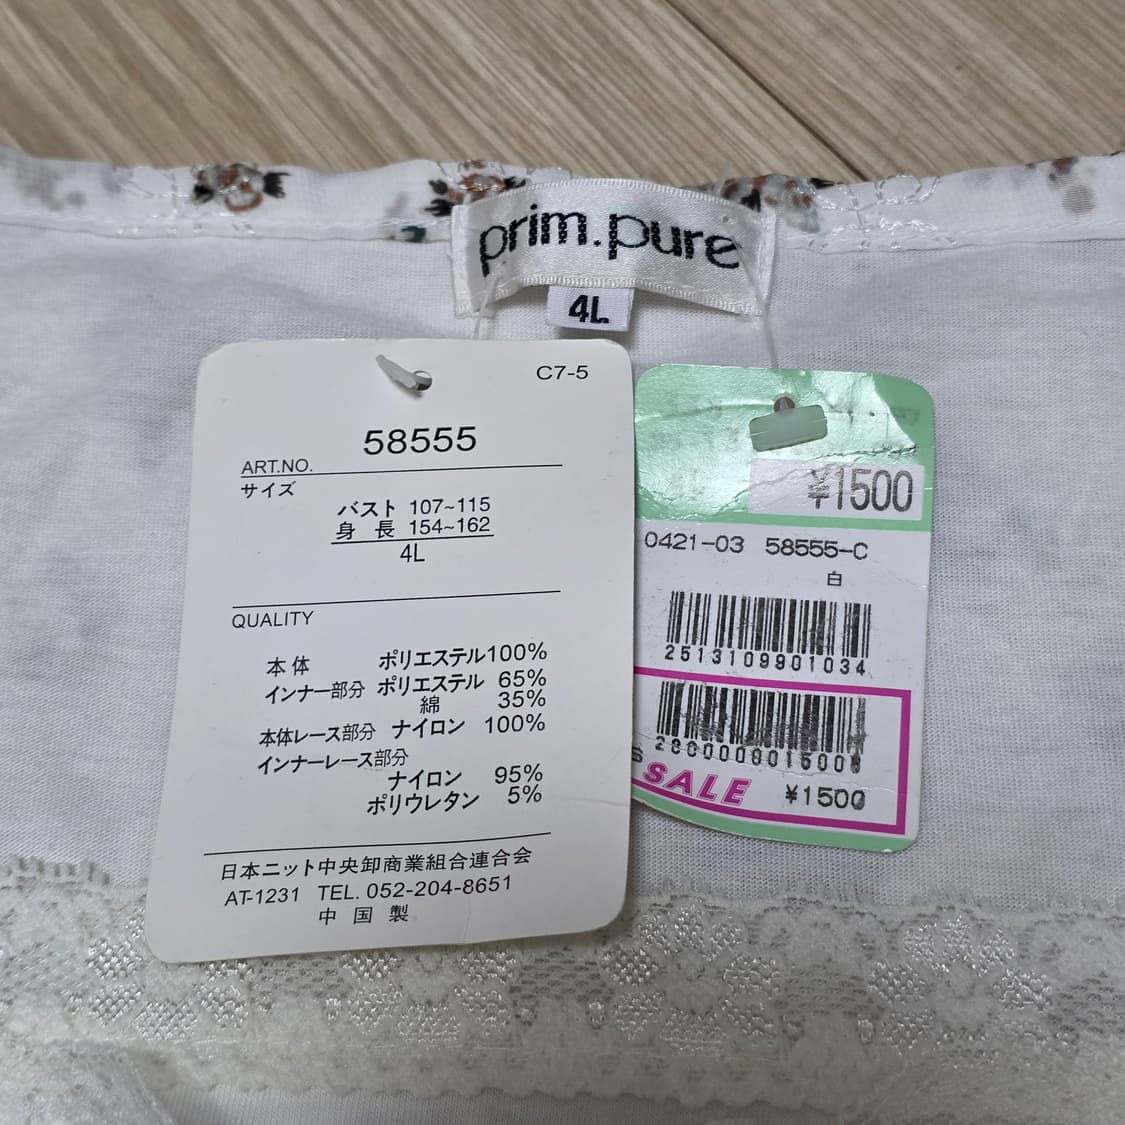 prim.pure
4L
C7-5
58555
ART.NO.
サイズ
バスト 107~115
身長 154~162
4L
QUALITY
本体 ポリエステル100%
インナー部分 ポリエステル 65%
綿 35%
本体レース部分 ナイロン 100%
インナーレース部分
ナイロン 95%
ポリウレタン 5%
日本ニット中央卸商業組合連合会
AT-1231 TEL. 052-204-8651
中国製
¥1500
0421-03 58555-C
白
2513109901034
SALE ¥1500